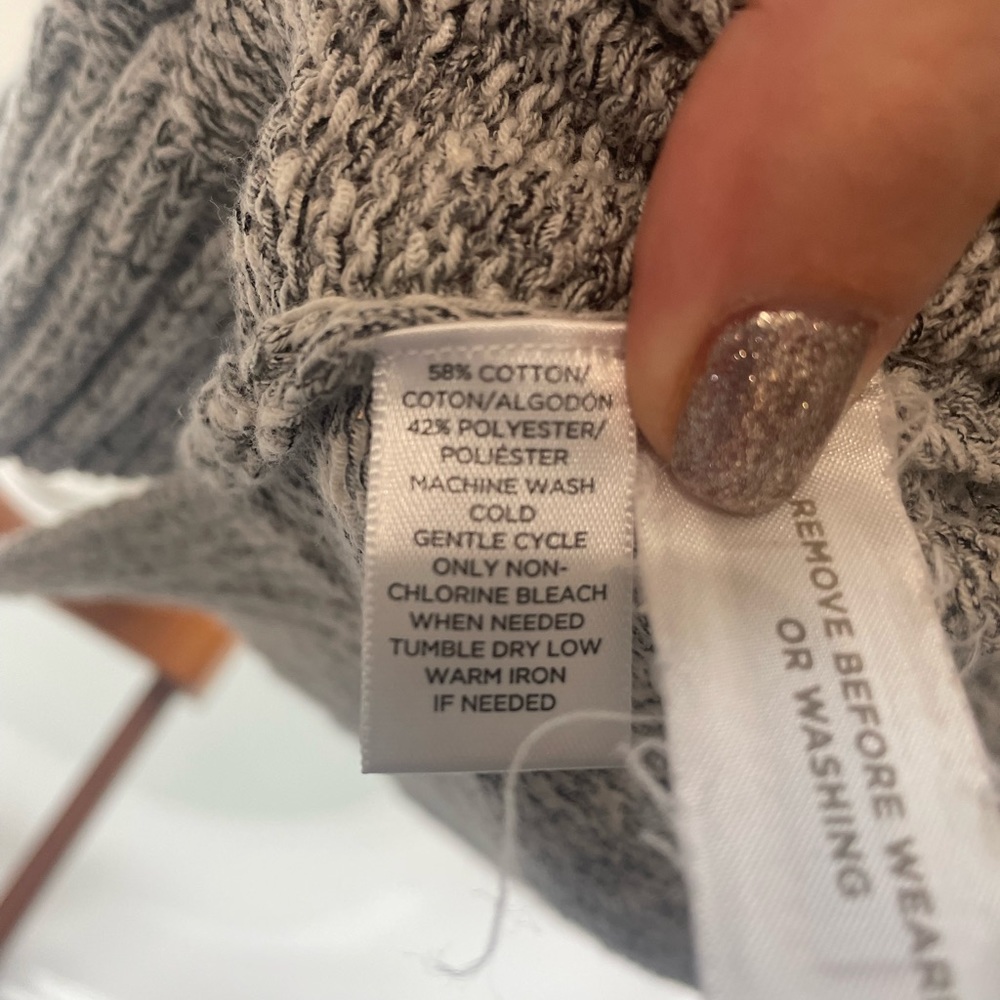 58% COTTON/
COTON/ALGODÓN
42% POLYESTER/
POLIÉSTER
MACHINE WASH
COLD
GENTLE CYCLE
ONLY NON-
CHLORINE BLEACH
WHEN NEEDED
TUMBLE DRY LOW
WARM IRON
IF NEEDED
REMOVE BEFORE WEAR
OR WASHING